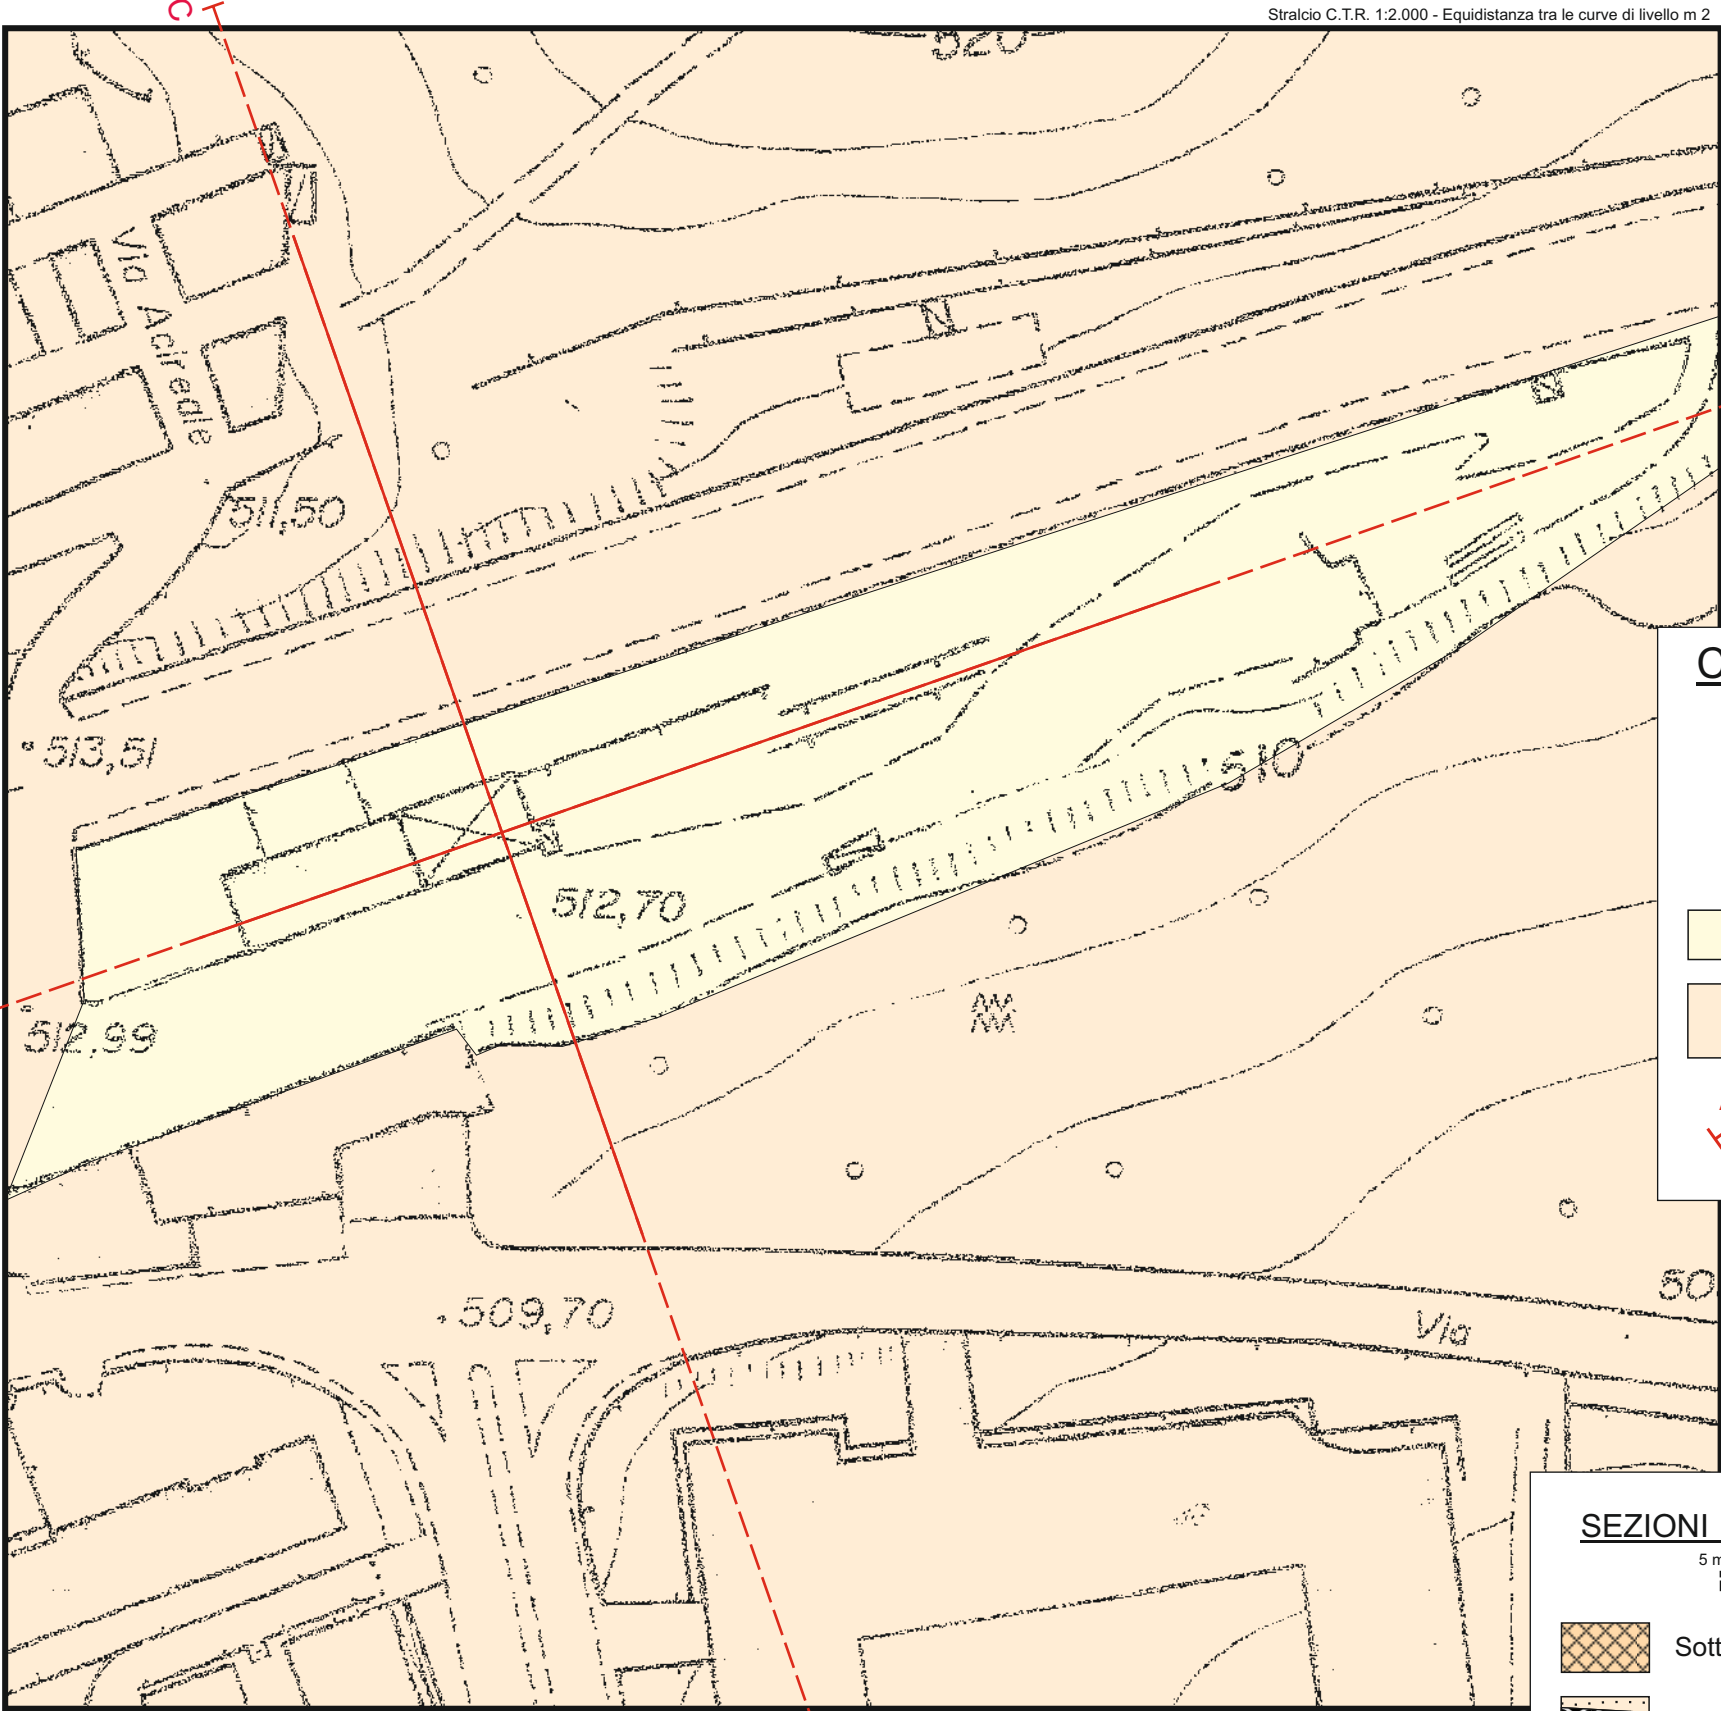 C
Stralcio C.T.R. 1:2.000 - Equidistanza tra le curve di livello m 2
520
Via Acireale
511,50
513,51
510
512,70
512,99
509,70
50
Via
C
SEZIONI
5 m
Sott